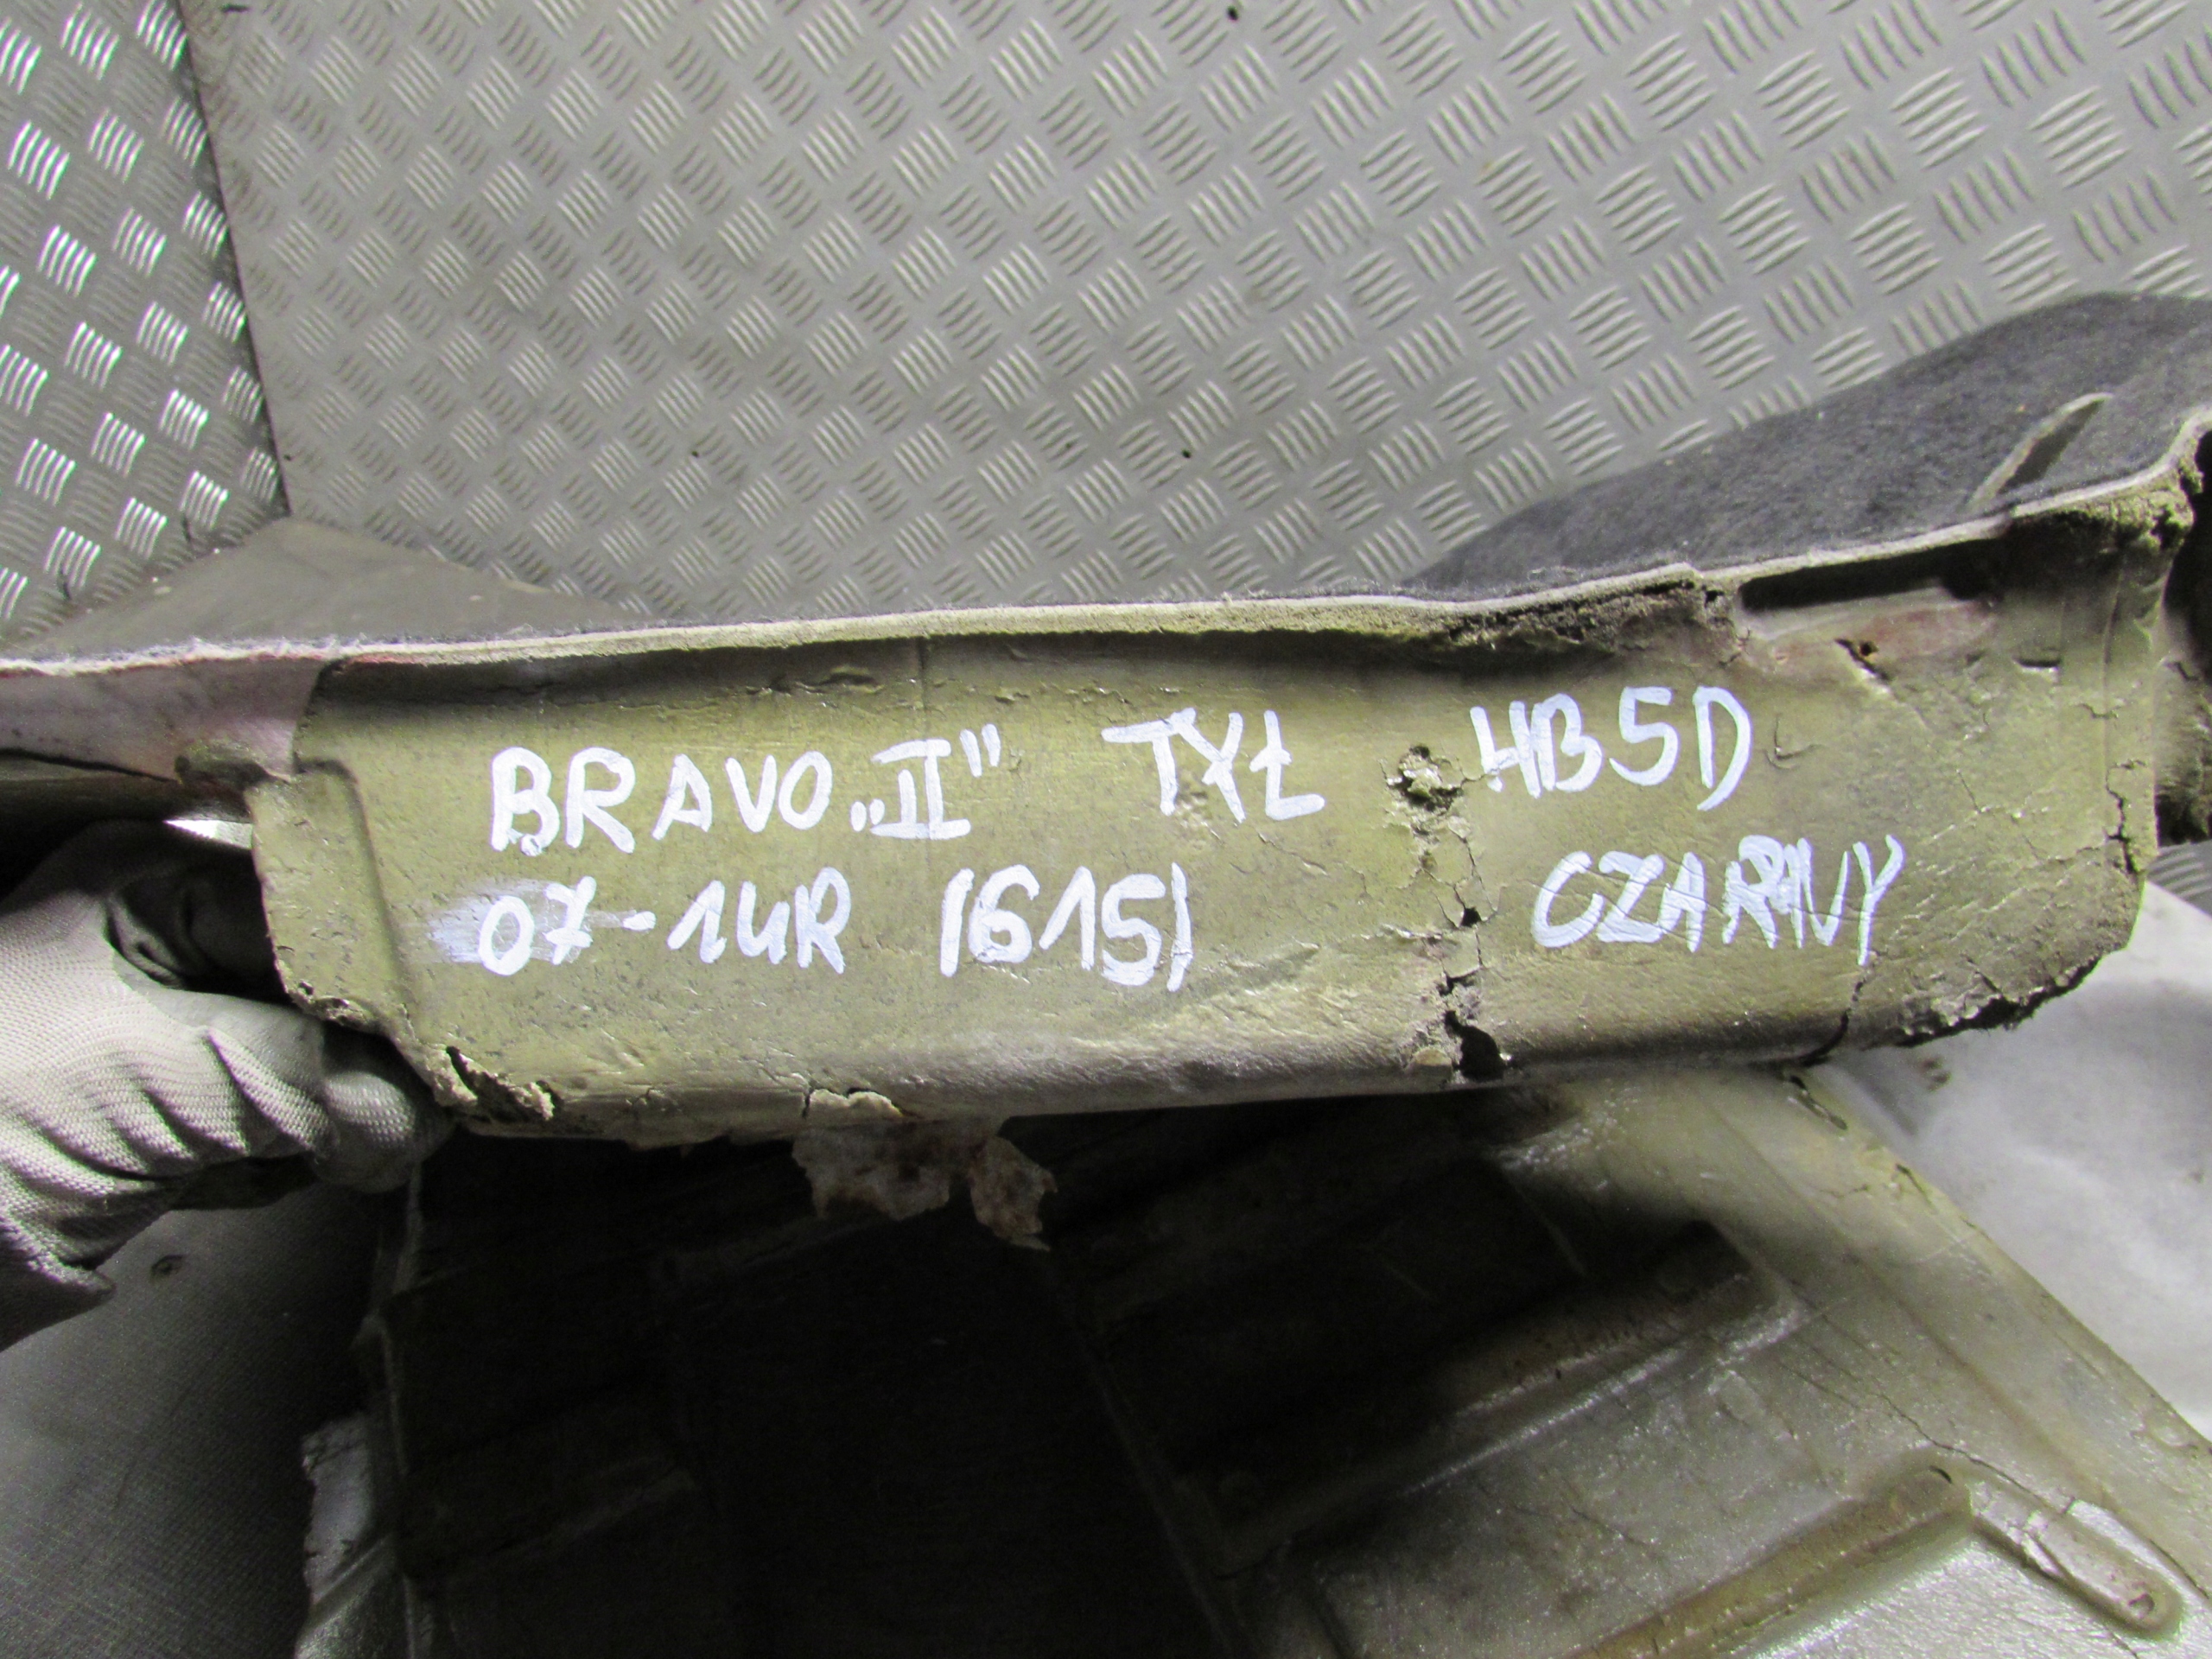 BRAVO „II" TYŁ HB5D
07-14R (615) CZARNY